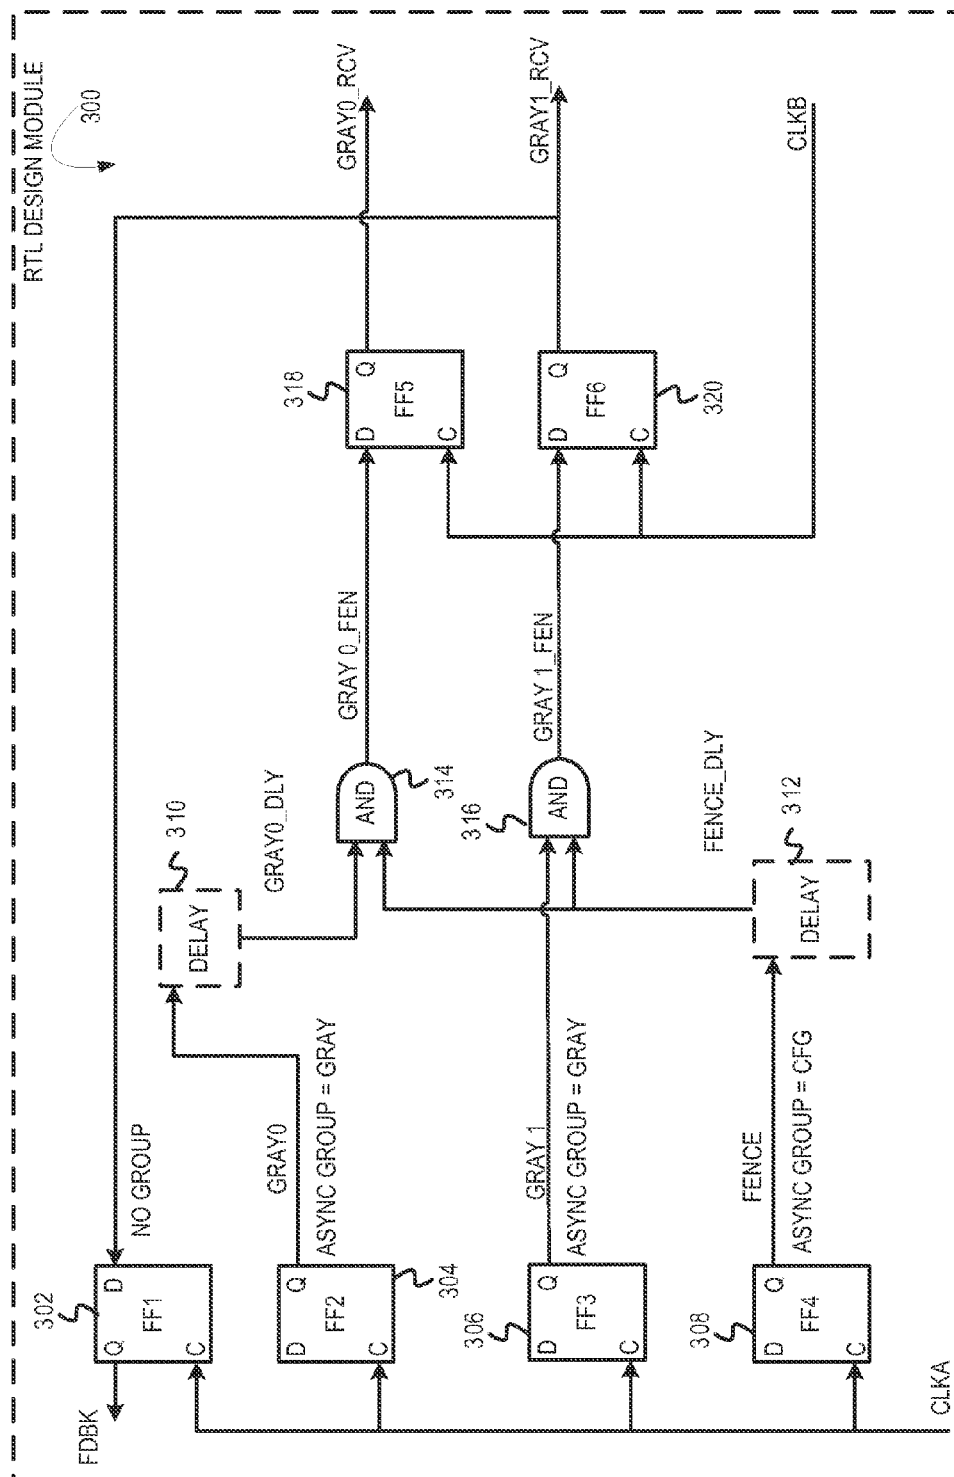 RTL DESIGN MODULE
300
FDBK
302
Q
D
FF1
C
NO GROUP
D
Q
FF2
C
304
GRAY0
ASYNC GROUP = GRAY
DELAY
310
GRAY0_DLY
AND
314
GRAY 0_FEN
318
D
Q
FF5
C
GRAY0_RCV
306
D
Q
FF3
C
GRAY 1
ASYNC GROUP = GRAY
316
AND
GRAY 1_FEN
D
Q
FF6
C
320
GRAY1_RCV
308
D
Q
FF4
C
FENCE
ASYNC GROUP = CFG
DELAY
312
FENCE_DLY
CLKA
CLKB